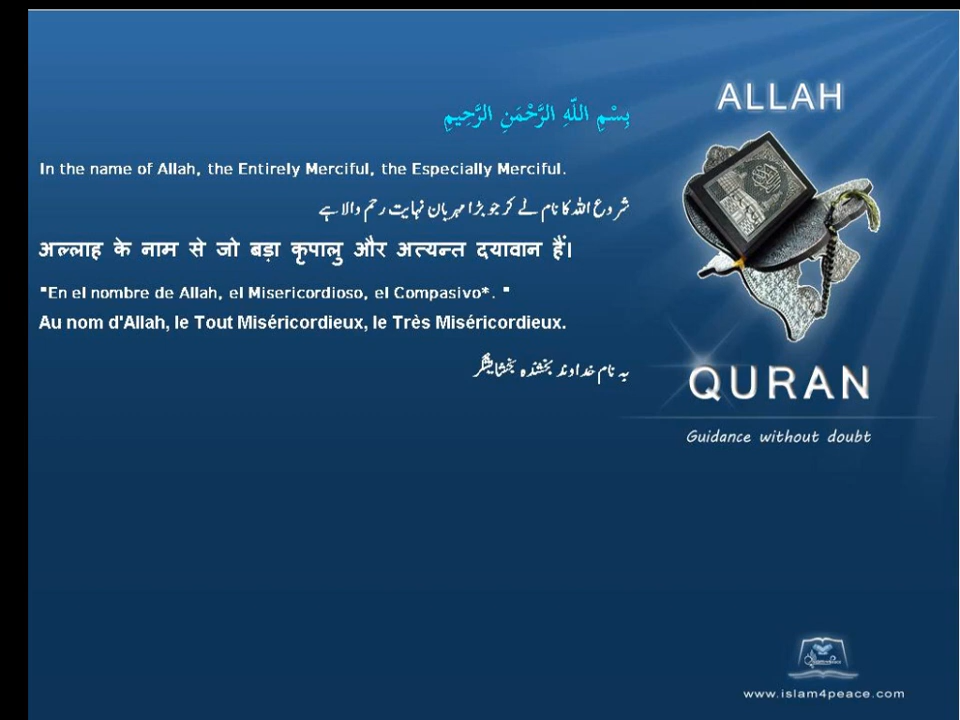 بِسْمِ اللّهِ الرَّحْمَنِ الرَّحِيمِ
In the name of Allah, the Entirely Merciful, the Especially Merciful.
شروع الله کا نام لے کر جو بڑا مہربان نہایت رحم والا ہے
अल्लाह के नाम से जो बड़ा कृपालु और अत्यन्त दयावान हैं।
"En el nombre de Allah, el Misericordioso, el Compasivo*. "
Au nom d'Allah, le Tout Miséricordieux, le Très Miséricordieux.
به نام خداوند بخشنده بخشایشگر
ALLAH
QURAN
Guidance without doubt
www.islam4peace.com